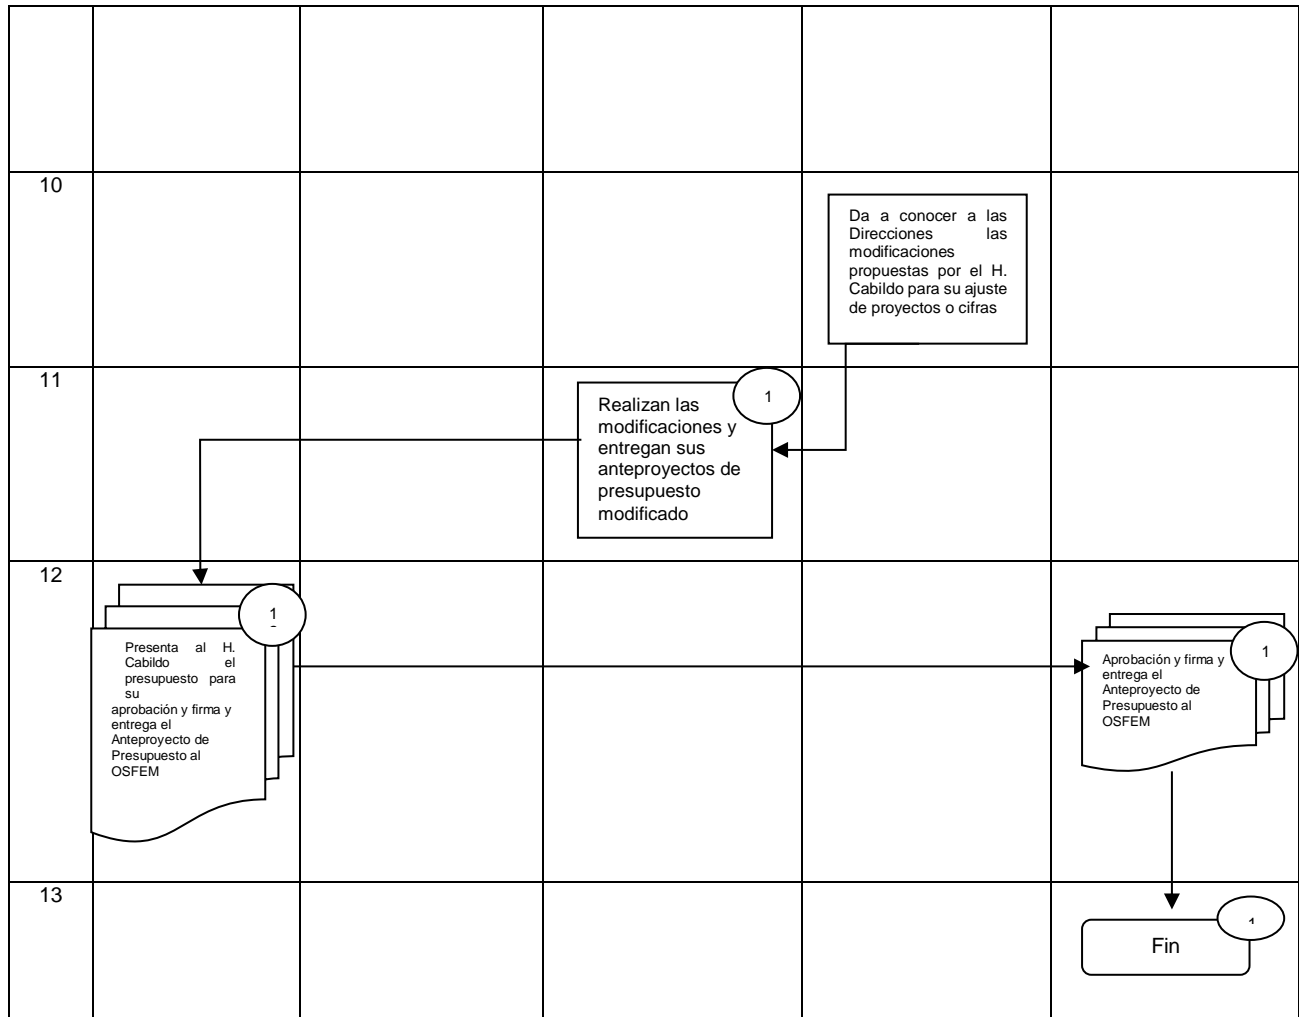 10
Da a conocer a las
Direcciones las
modificaciones
propuestas por el H.
Cabildo para su ajuste
de proyectos o cifras
11
1
Realizan las
modificaciones y
entregan sus
anteproyectos de
presupuesto
modificado
12
1
Presenta al H.
Cabildo el
presupuesto para
su
aprobación y firma y
entrega el
Anteproyecto de
Presupuesto al
OSFEM
1
Aprobación y firma y
entrega el
Anteproyecto de
Presupuesto al
OSFEM
13
Fin